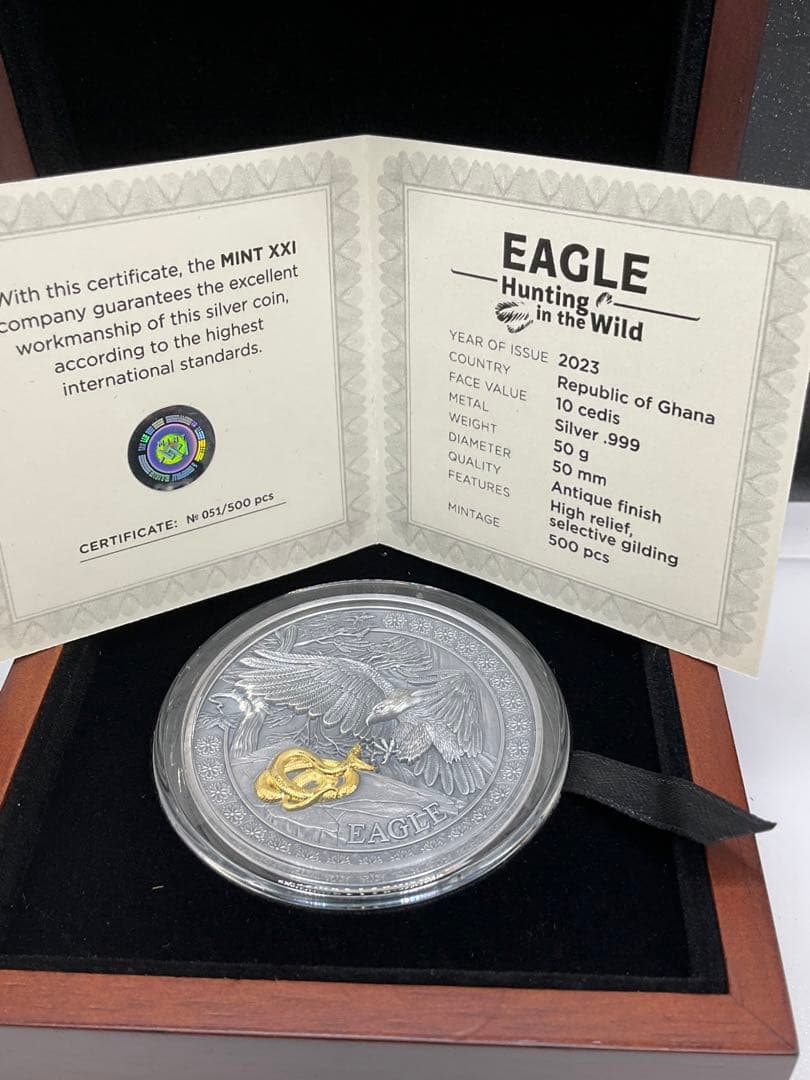 With this certificate, the MINT XXI
company guarantees the excellent
workmanship of this silver coin,
according to the highest
international standards.
CERTIFICATE: № 051/500 pcs
EAGLE
Hunting
in the Wild
YEAR OF ISSUE 2023
COUNTRY Republic of Ghana
FACE VALUE 10 cedis
METAL Silver .999
WEIGHT 50 g
DIAMETER 50 mm
QUALITY Antique finish
FEATURES High relief,
selective gilding
MINTAGE 500 pcs
EAGLE